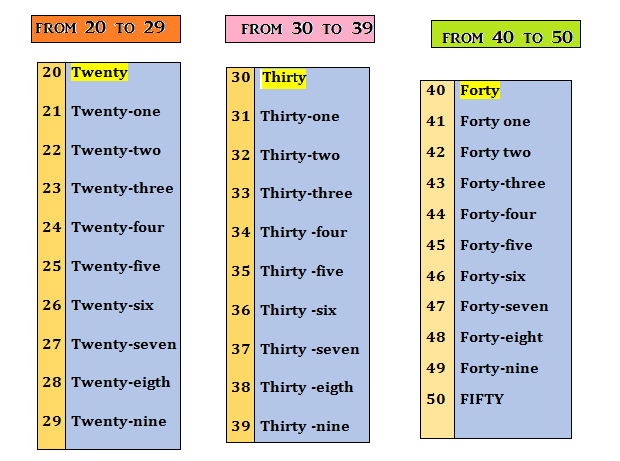 FROM 20 TO 29
20 Twenty
21 Twenty-one
22 Twenty-two
23 Twenty-three
24 Twenty-four
25 Twenty-five
26 Twenty-six
27 Twenty-seven
28 Twenty-eigth
29 Twenty-nine
FROM 30 TO 39
30 Thirty
31 Thirty-one
32 Thirty-two
33 Thirty-three
34 Thirty -four
35 Thirty -five
36 Thirty -six
37 Thirty -seven
38 Thirty -eigth
39 Thirty -nine
FROM 40 TO 50
40 Forty
41 Forty one
42 Forty two
43 Forty-three
44 Forty-four
45 Forty-five
46 Forty-six
47 Forty-seven
48 Forty-eight
49 Forty-nine
50 FIFTY